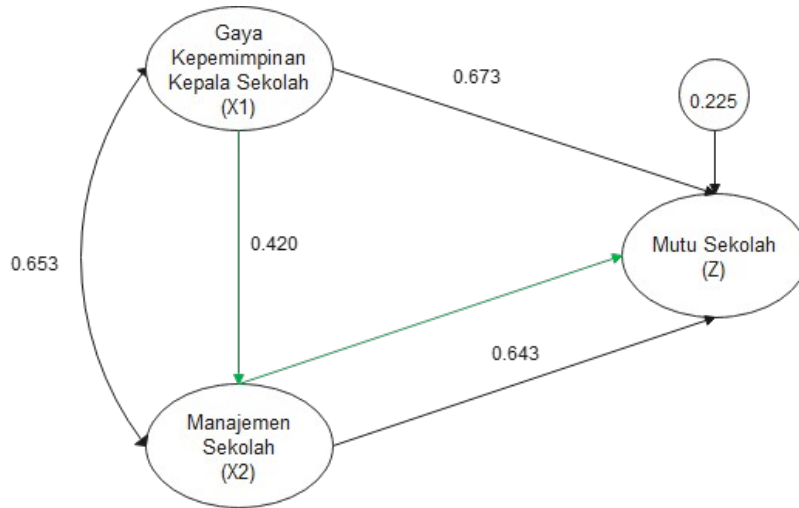 Gaya
Kepemimpinan
Kepala Sekolah
(X1)
0.673
0.225
0.420
Mutu Sekolah
(Z)
0.653
0.643
Manajemen
Sekolah
(X2)